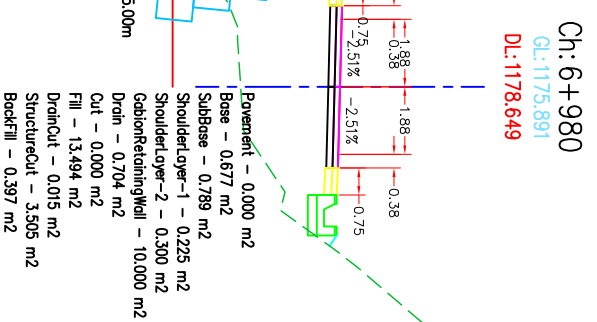 Ch:6+980
GL:1175.891
DL:1178.649
1.88
1.88
0.38
0.38
0.75
0.75
-2.51%
-2.51%
5.00m
Pavement - 0.000 m2
Base - 0.677 m2
SubBase - 0.789 m2
ShoulderLayer-1 - 0.225 m2
ShoulderLayer-2 - 0.300 m2
GabionRetainingWall - 10.000 m2
Drain - 0.704 m2
Cut - 0.000 m2
Fill - 13.494 m2
DrainCut - 0.015 m2
StructureCut - 3.505 m2
BackFill - 0.397 m2